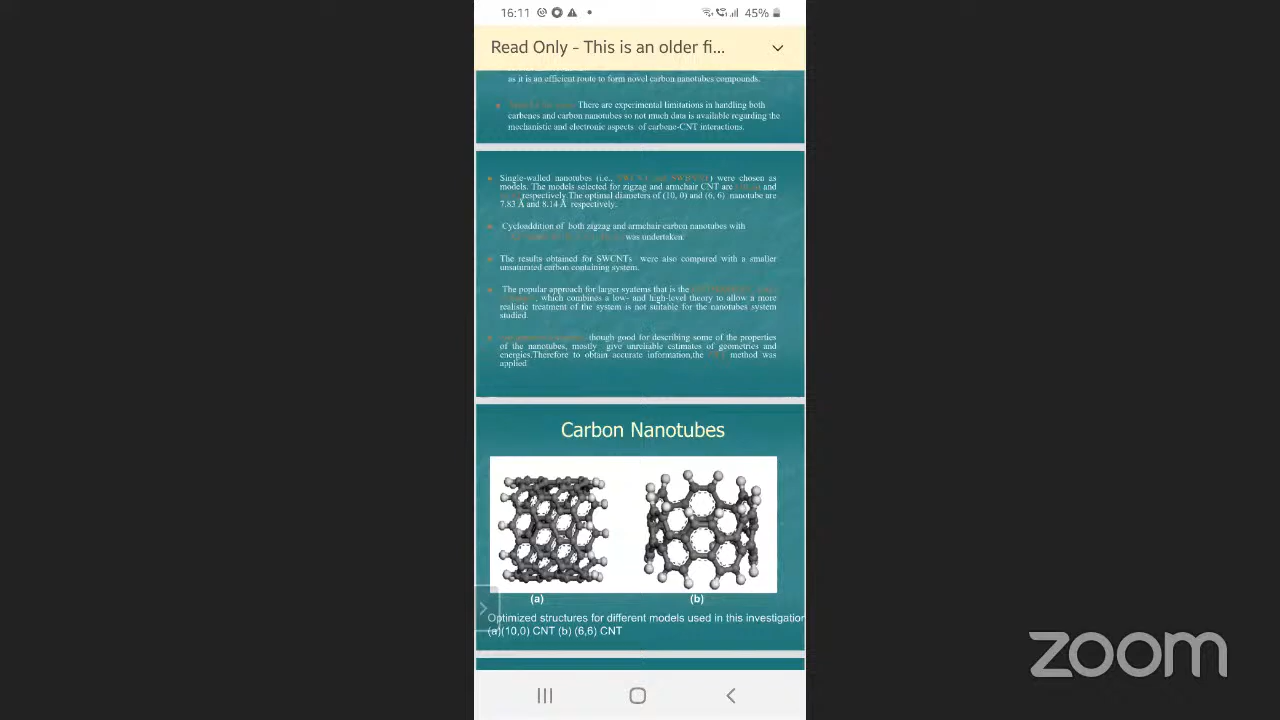 16:11
45%
Read Only - This is an older fi...
as it is an efficient route to form novel carbon nanotubes compounds.
There are experimental limitations in handling both
carbenes and carbon nanotubes so not much data is available regarding the
mechanistic and electronic aspects of carbene-CNT interactions.
Single-walled nanotubes (i.e., ) were chosen as
models. The models selected for zigzag and armchair CNT are and
respectively.The optimal diameters of (10, 0) and (6, 6) nanotube are
7.83 Å and 8.14 Å respectively.
Cycloaddition of both zigzag and armchair carbon nanotubes with
was undertaken.
The results obtained for SWCNTs were also compared with a smaller
unsaturated carbon containing system.
The popular approach for larger syatems that is the
, which combines a low- and high-level theory to allow a more
realistic treatment of the system is not suitable for the nanotubes system
studied
though good for describing some of the properties
of the nanotubes, mostly give unreliable estimates of geometries and
energies.Therefore to obtain accurate information,the method was
applied
Carbon Nanotubes
(a)
(b)
Optimized structures for different models used in this investigation
(a)(10,0) CNT (b) (6,6) CNT
zoom